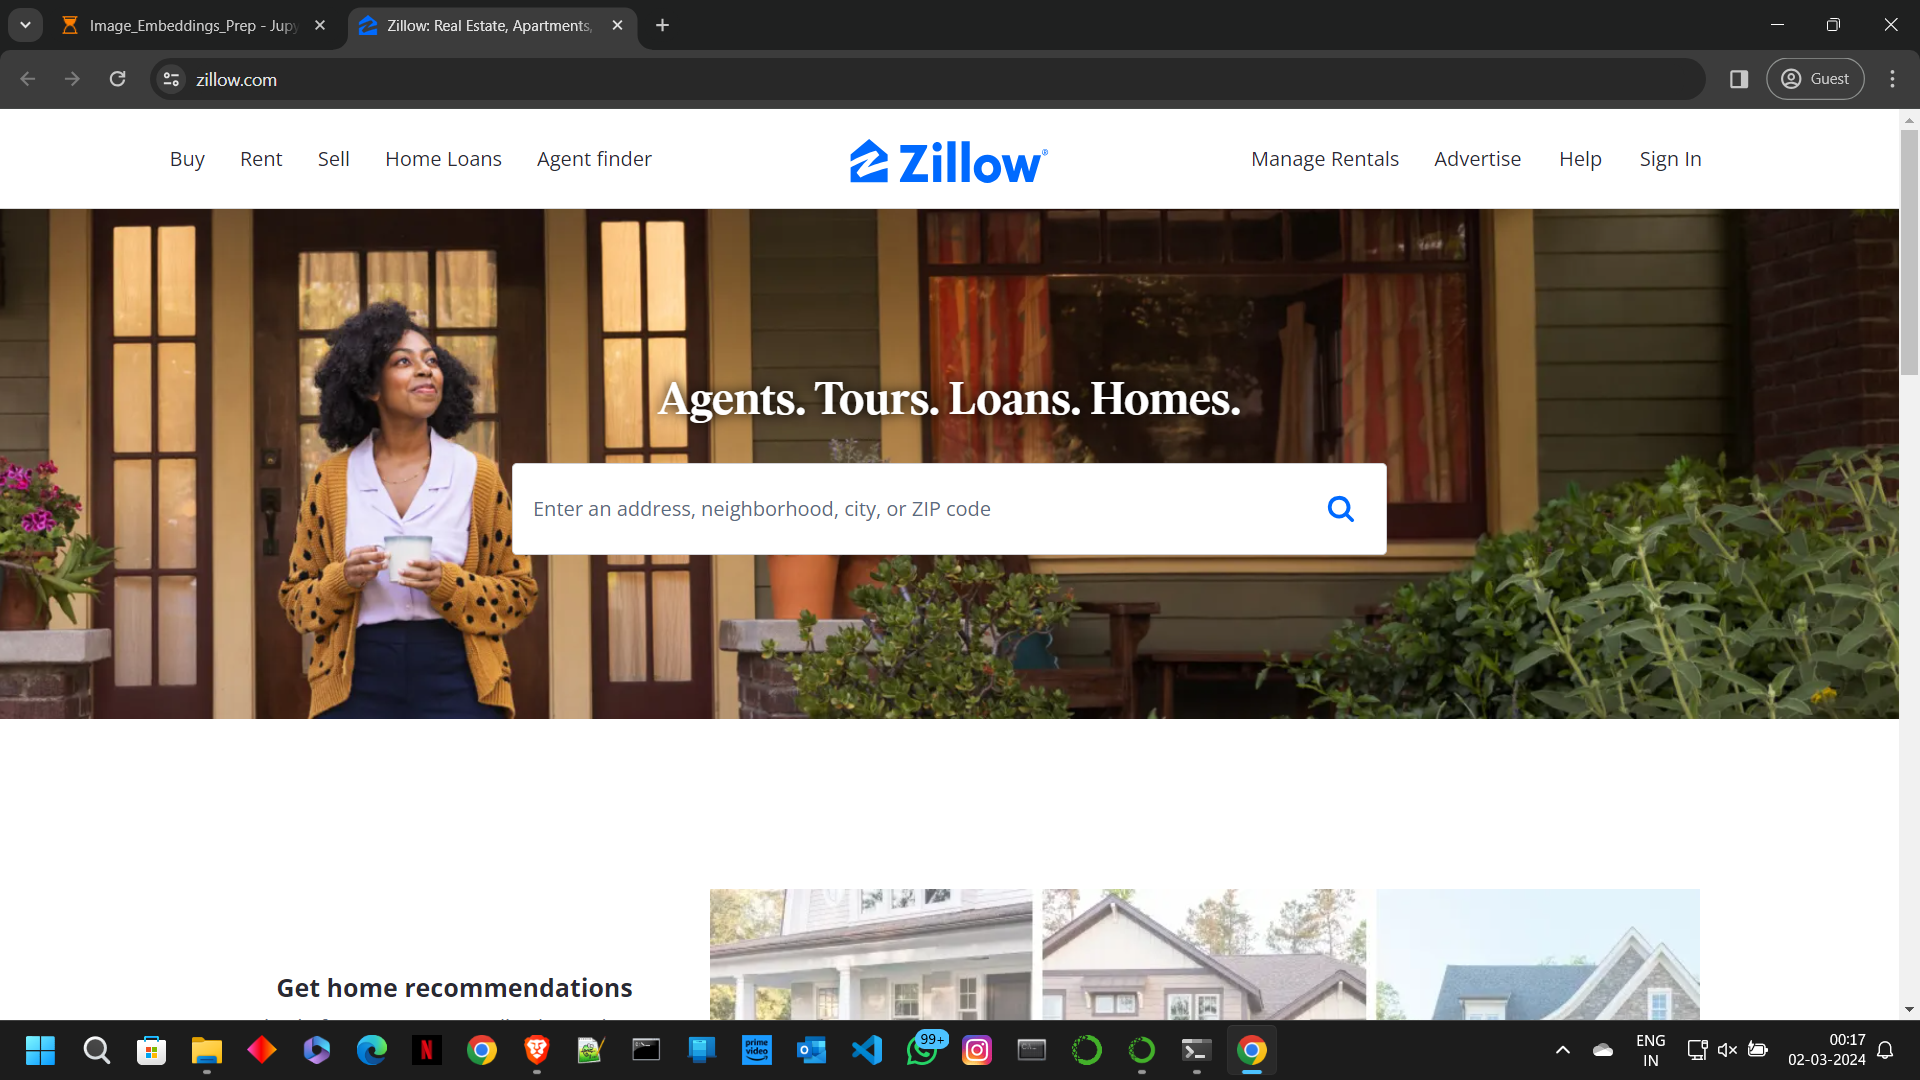 Image_Embeddings_Prep - Jupy
Zillow: Real Estate, Apartments,
zillow.com
Guest
Buy Rent Sell Home Loans Agent finder
Zillow
Manage Rentals Advertise Help Sign In
Agents. Tours. Loans. Homes.
Enter an address, neighborhood, city, or ZIP code
Get home recommendations
prime video
99+
ENG
IN
00:17
02-03-2024